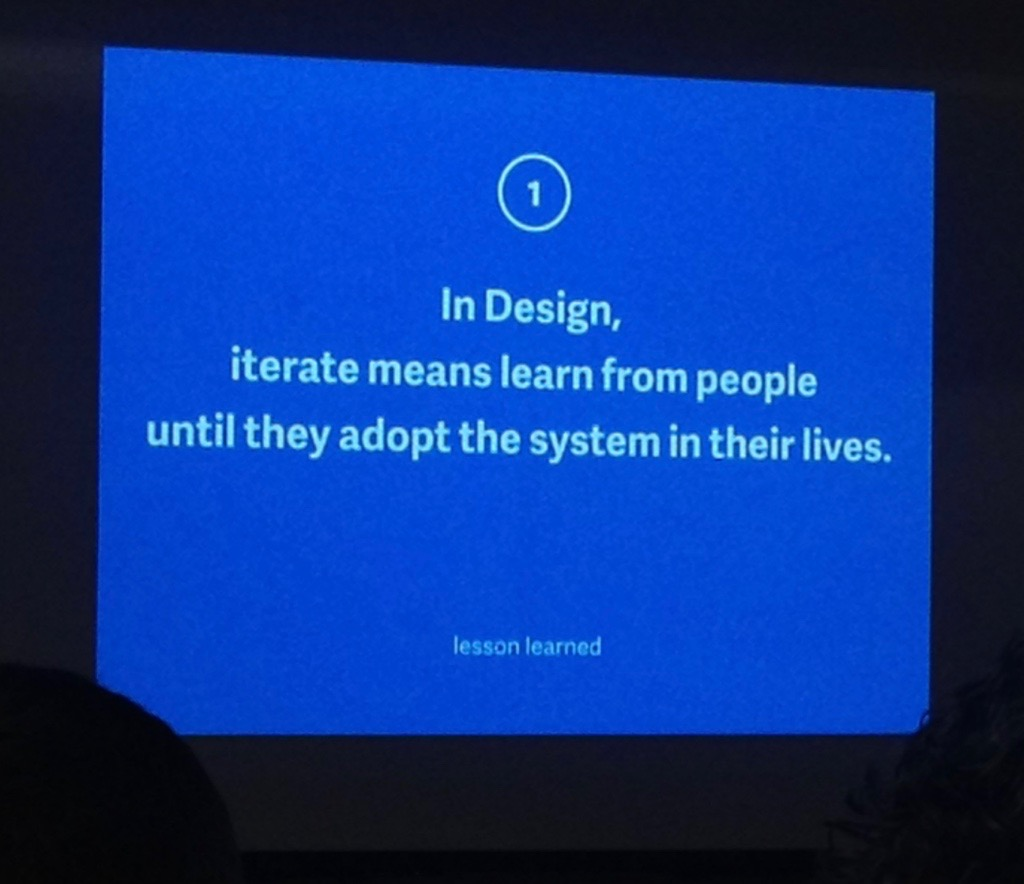 1
In Design,
iterate means learn from people
until they adopt the system in their lives.
lesson learned